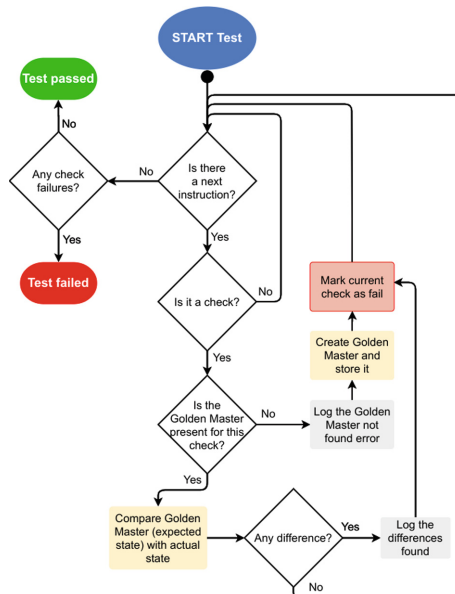 START Test
Test passed
No
Any check
failures?
No
Is there
a next
instruction?
Yes
Test failed
Yes
Is it a check?
No
Mark current
check as fail
Yes
Create Golden
Master and
store it
Is the
Golden Master
present for this
check?
No
Log the Golden
Master not
found error
Yes
Compare Golden
Master (expected
state) with actual
state
Any difference?
Yes
Log the
differences
found
No